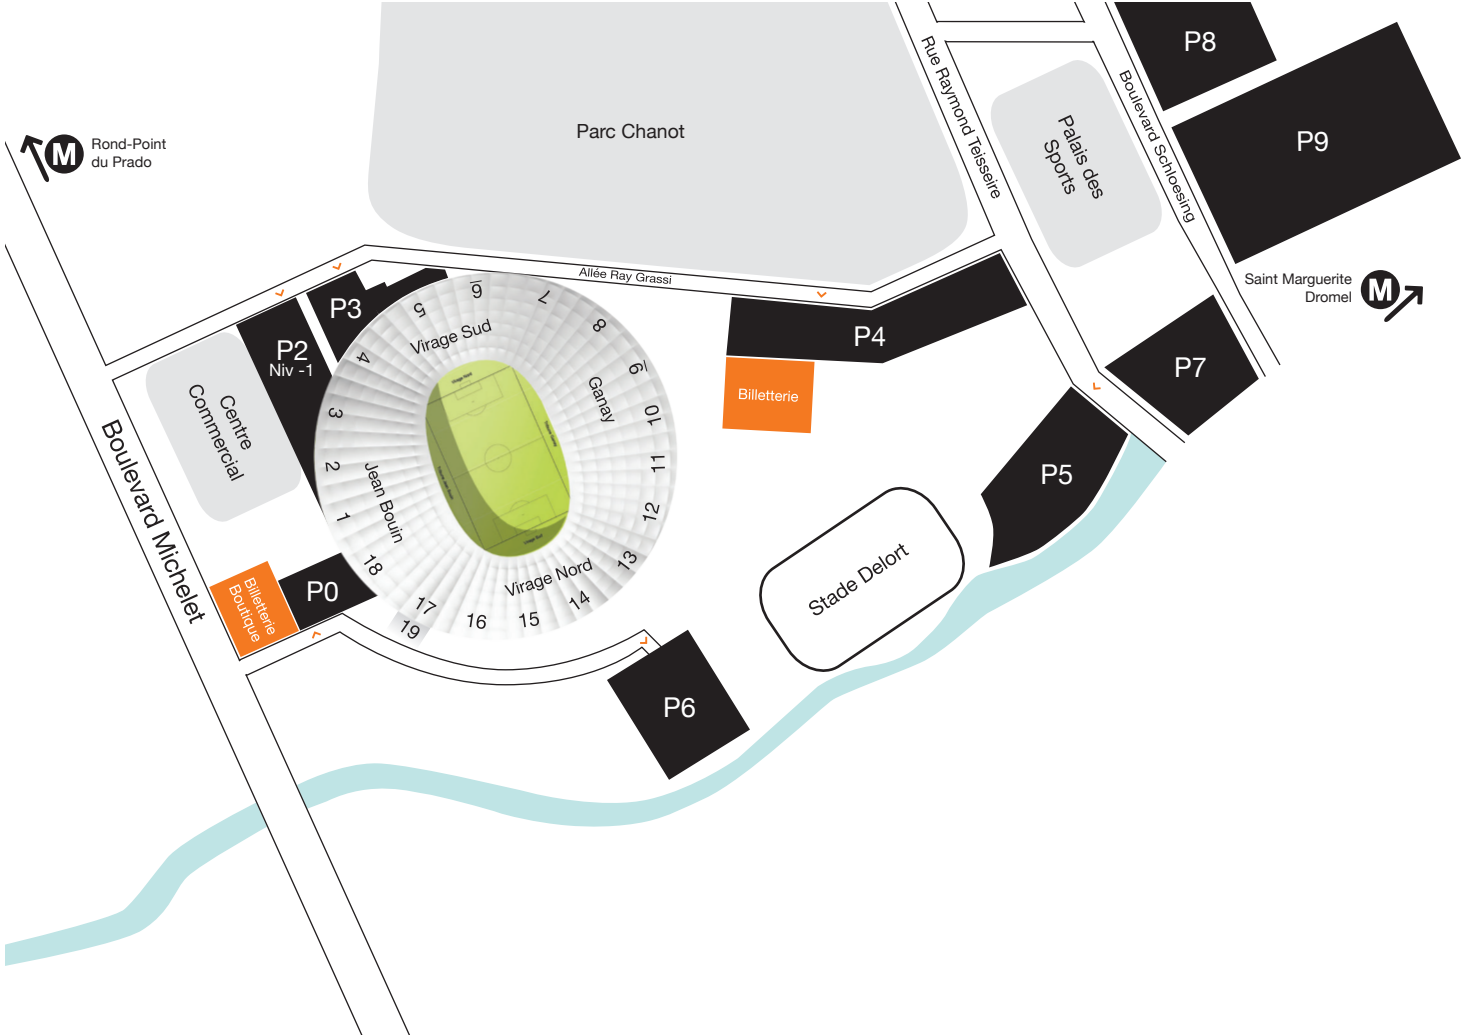 P8
P9
Parc Chanot
Rue Raymond Teisseire
Boulevard Schloesing
Palais des
Sports
M
Rond-Point
du Prado
Allée Ray Grassi
Saint Marguerite
Dromel
M
P3
P2
Niv -1
P4
P7
Billetterie
Centre
Commercial
Boulevard Michelet
5
6
7
8
9
10
11
12
13
14
15
16
17
19
18
1
2
3
4
Virage Sud
Ganay
Jean Bouin
Virage Nord
P5
Stade Delort
Billetterie
Boutique
P0
P6